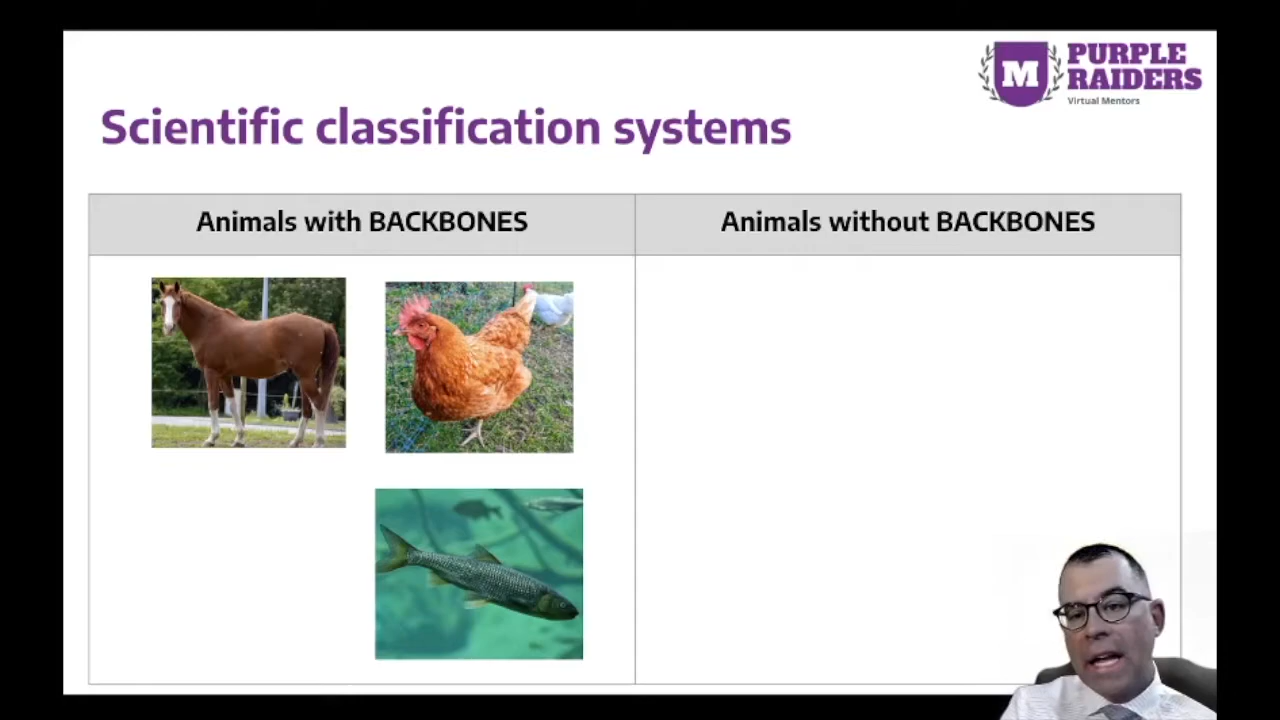 M
PURPLE
RAIDERS
Virtual Mentors
Scientific classification systems
Animals with BACKBONES
Animals without BACKBONES